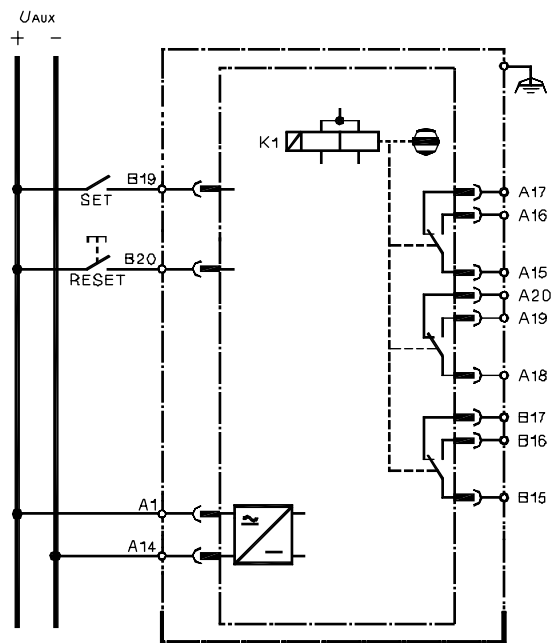 UAUX
+ −
K1
B19
SET
B20
RESET
A17
A16
A15
A20
A19
A18
B17
B16
B15
A1
A14